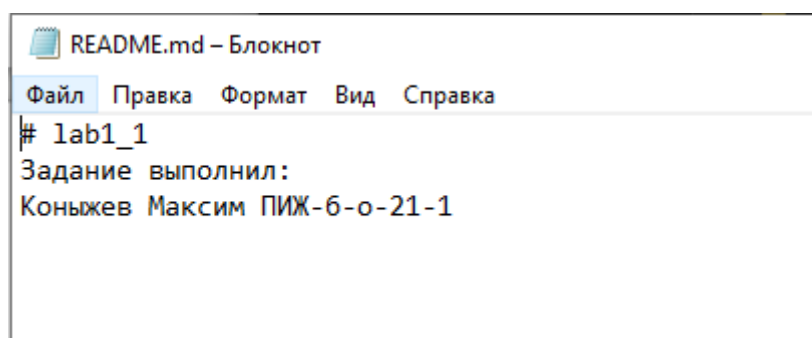 README.md – Блокнот
Файл Правка Формат Вид Справка
# lab1_1
Задание выполнил:
Коныжев Максим ПИЖ-б-о-21-1